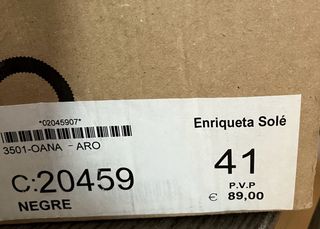 *02045907*
3501-OANA - ARO
C:20459
NEGRE
Enriqueta Solé
41
P.V.P
€ 89,00